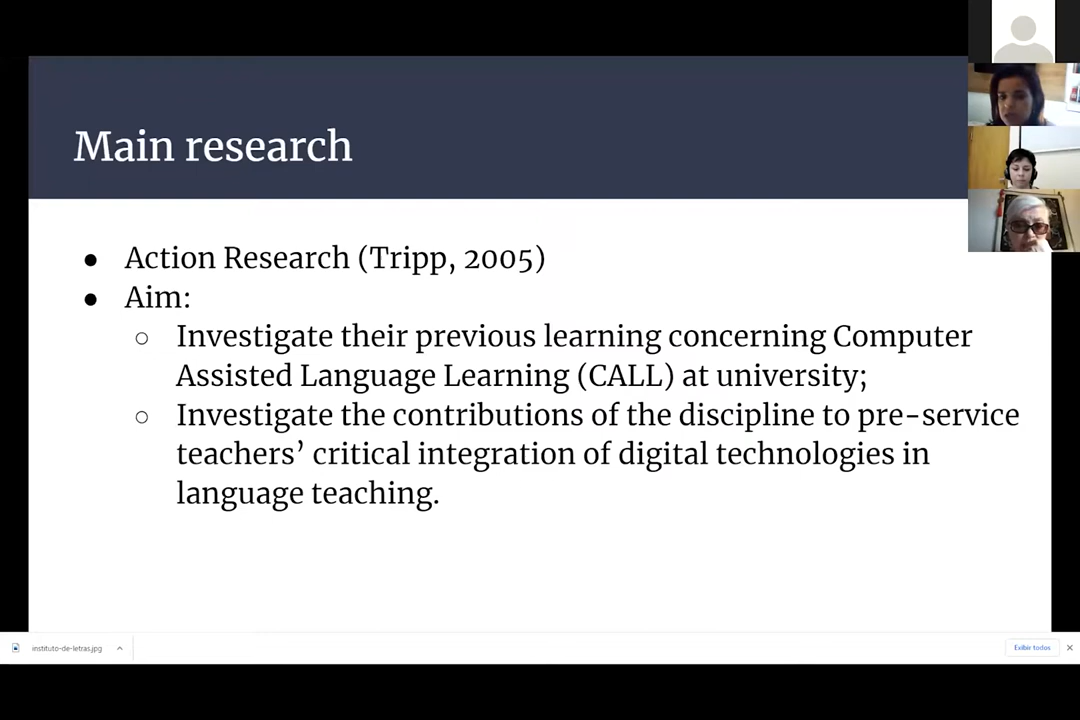 Main research
● Action Research (Tripp, 2005)
● Aim:
○ Investigate their previous learning concerning Computer
Assisted Language Learning (CALL) at university;
○ Investigate the contributions of the discipline to pre-service
teachers’ critical integration of digital technologies in
language teaching.
instituto-de-letras.jpg
Exibir todos